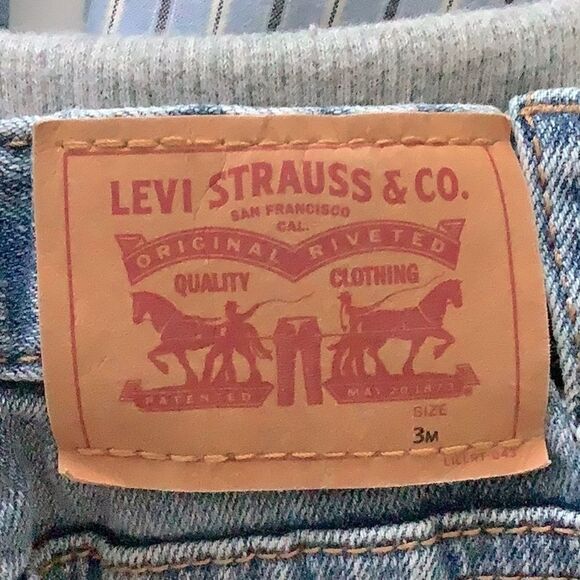 LEVI STRAUSS & CO.
SAN FRANCISCO
CAL.
ORIGINAL RIVETED
QUALITY CLOTHING
PATENTED MAY 20, 1873
SIZE
3M